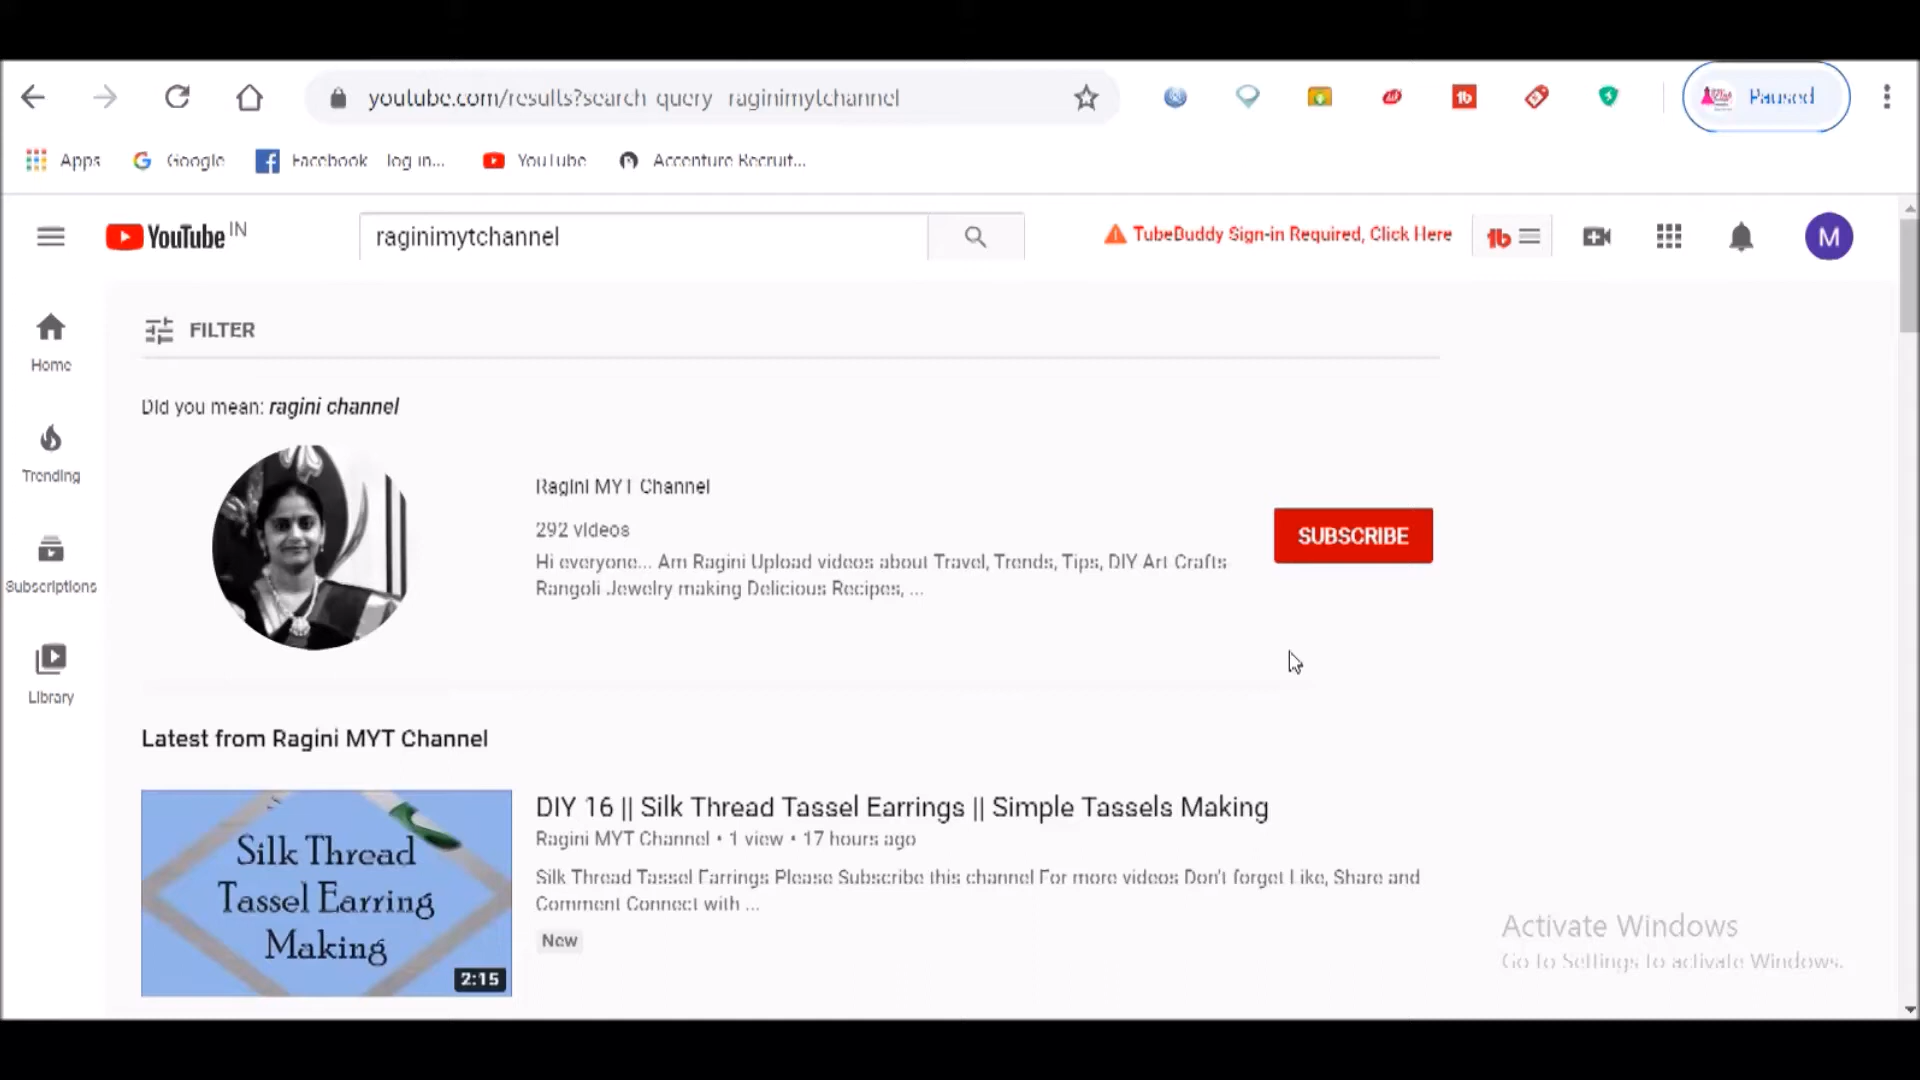 youtube.com/results?search query raginimytchannel
Paused
Apps Google Facebook log in... YouTube Accenture Recruit...
YouTube IN
raginimytchannel
TubeBuddy Sign-in Required, Click Here
M
FILTER
Home
Did you mean: ragini channel
Trending
Ragini MYT Channel
292 videos
SUBSCRIBE
Hi everyone... Am Ragini Upload videos about Travel, Trends, Tips, DIY Art Crafts
Rangoli Jewelry making Delicious Recipes, ...
Subscriptions
Library
Latest from Ragini MYT Channel
Silk Thread
Tassel Earring
Making
2:15
DIY 16 || Silk Thread Tassel Earrings || Simple Tassels Making
Ragini MYT Channel • 1 view • 17 hours ago
Silk Thread Tassel Earrings Please Subscribe this channel For more videos Don't forget Like, Share and
Comment Connect with ...
New
Activate Windows
Go to Settings to activate Windows.